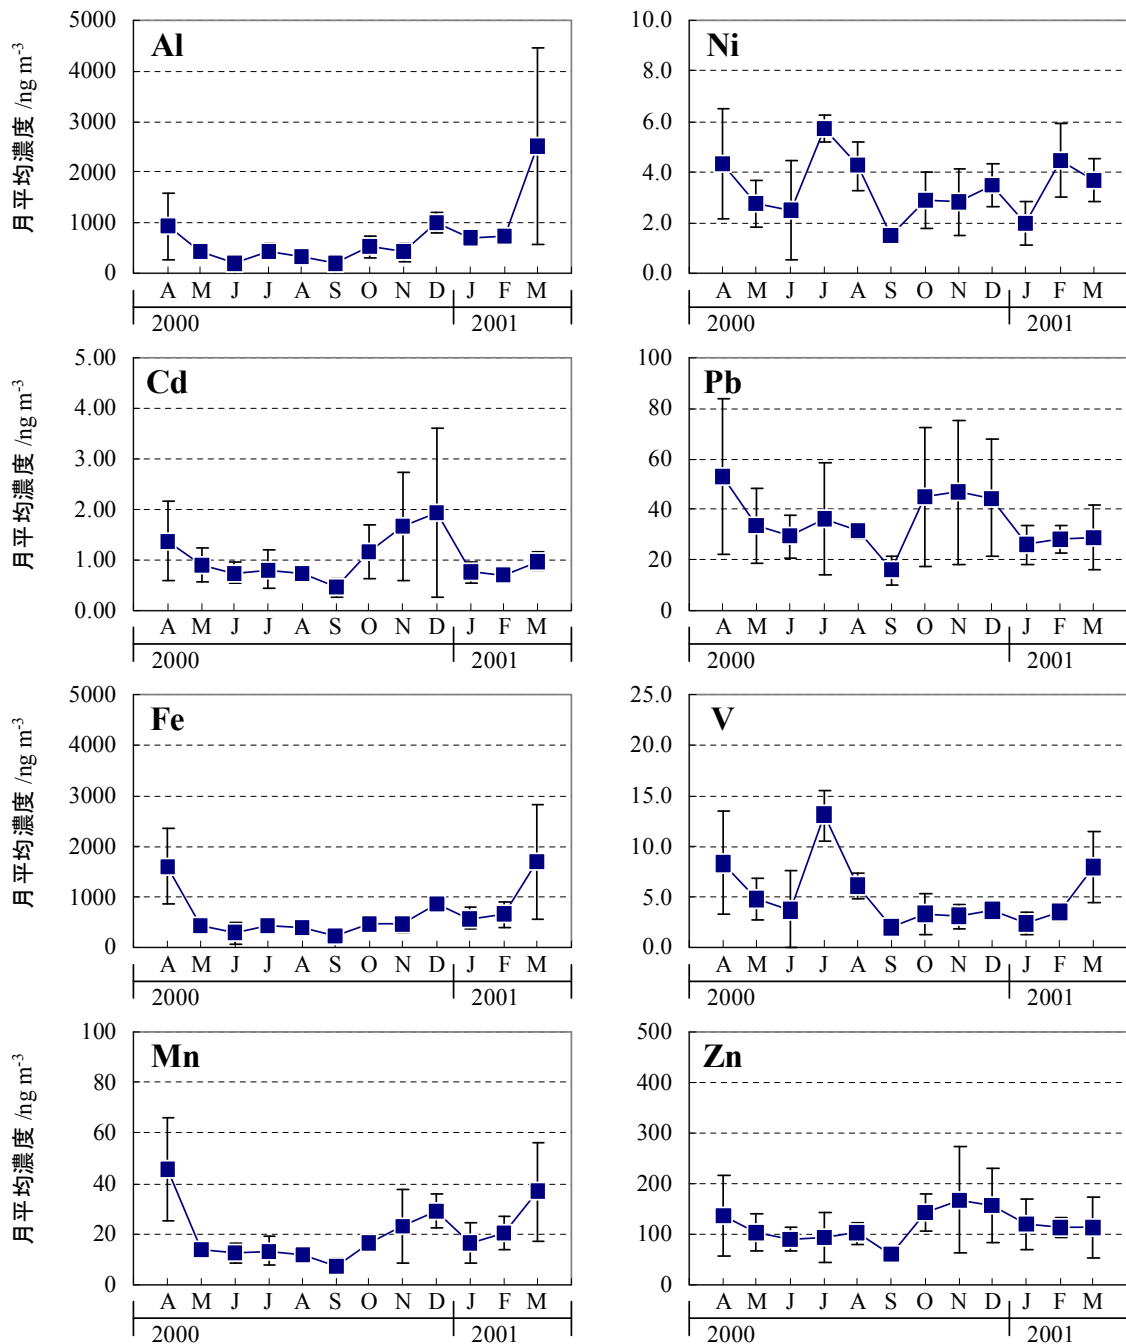 月平均濃度 /ng m-3
Al
5000
4000
3000
2000
1000
0
A M J J A S O N D J F M
2000 2001
Ni
10.0
8.0
6.0
4.0
2.0
0.0
A M J J A S O N D J F M
2000 2001
月平均濃度 /ng m-3
Cd
5.00
4.00
3.00
2.00
1.00
0.00
A M J J A S O N D J F M
2000 2001
Pb
100
80
60
40
20
0
A M J J A S O N D J F M
2000 2001
月平均濃度 /ng m-3
Fe
5000
4000
3000
2000
1000
0
A M J J A S O N D J F M
2000 2001
V
25.0
20.0
15.0
10.0
5.0
0.0
A M J J A S O N D J F M
2000 2001
月平均濃度 /ng m-3
Mn
100
80
60
40
20
0
A M J J A S O N D J F M
2000 2001
Zn
500
400
300
200
100
0
A M J J A S O N D J F M
2000 2001